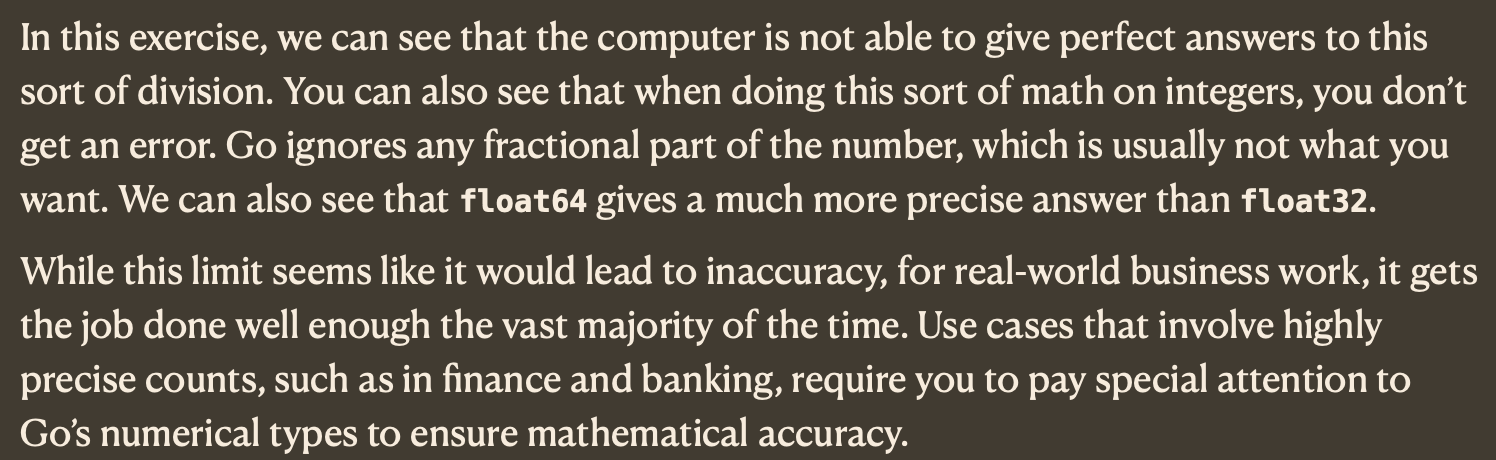 In this exercise, we can see that the computer is not able to give perfect answers to this
sort of division. You can also see that when doing this sort of math on integers, you don’t
get an error. Go ignores any fractional part of the number, which is usually not what you
want. We can also see that float64 gives a much more precise answer than float32.
While this limit seems like it would lead to inaccuracy, for real-world business work, it gets
the job done well enough the vast majority of the time. Use cases that involve highly
precise counts, such as in finance and banking, require you to pay special attention to
Go’s numerical types to ensure mathematical accuracy.